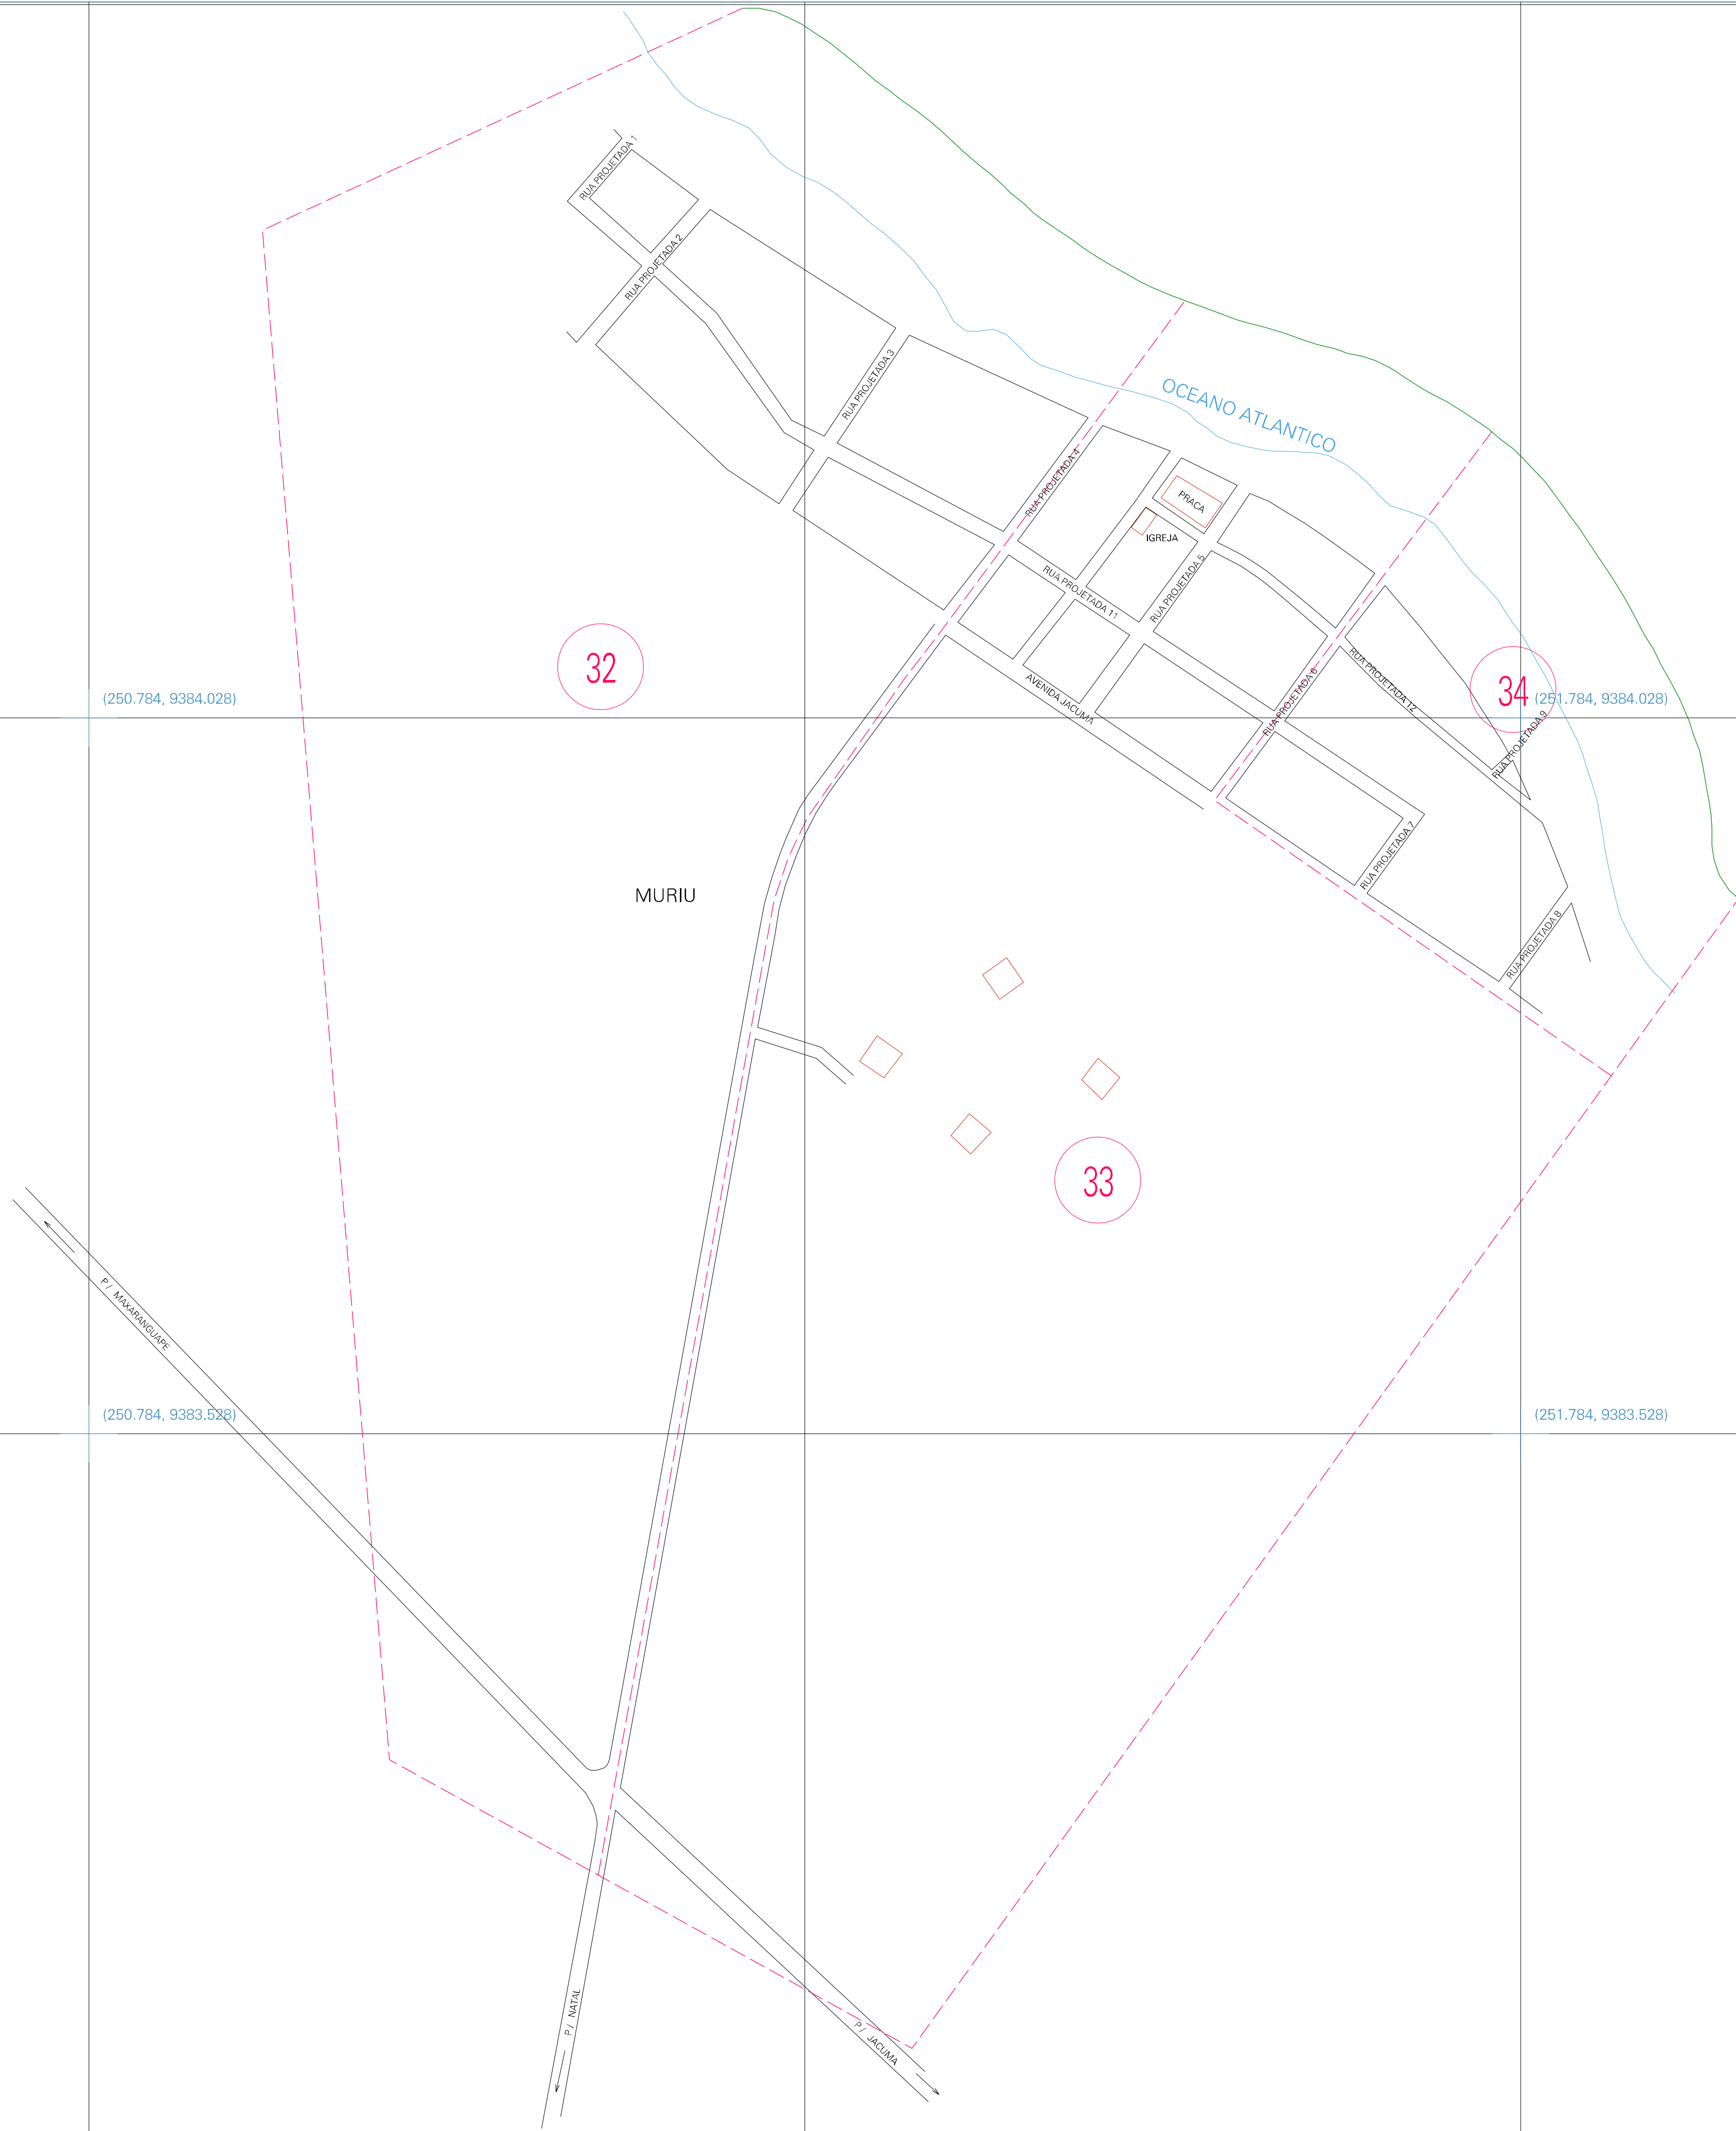 RUA PROJETADA 1
RUA PROJETADA 2
RUA PROJETADA 3
OCEANO ATLANTICO
RUA PROJETADA 4
PRACA
IGREJA
RUA PROJETADA 5
RUA PROJETADA 11
32
RUA PROJETADA 12
34
(250.784, 9384.028)
(251.784, 9384.028)
AVENIDA JACUMA
RUA PROJETADA 6
RUA PROJETADA 9
RUA PROJETADA 7
MURIU
RUA PROJETADA 8
33
P/ MAXARANGUAPE
(250.784, 9383.528)
(251.784, 9383.528)
P/ NATAL
P/ JACUMA